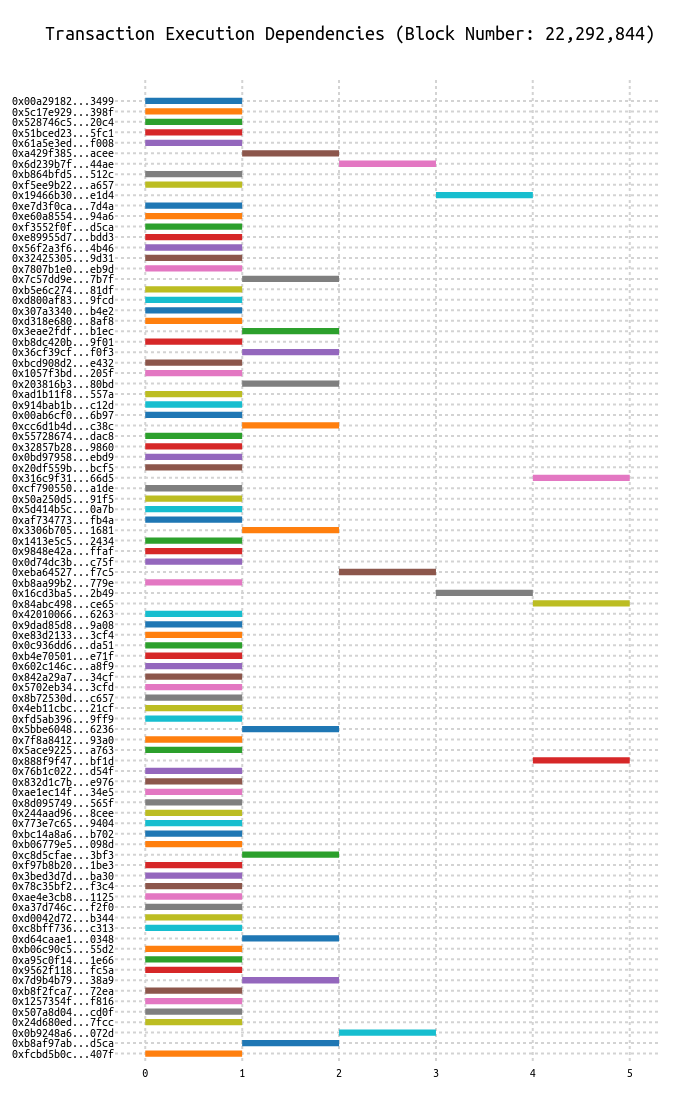 Transaction Execution Dependencies (Block Number: 22,292,844)
0x00a29182...3499
0x5c17e929...398f
0x528746c5...20c4
0x51bced23...5fc1
0x61a5e3ed...f008
0xa429f385...acee
0x6d239b7f...44ae
0xb864bfd5...512c
0xf5ee9b22...a657
0x19466b30...e1d4
0xe7d3f0ca...7d4a
0xe60a8554...94a6
0xf3552f0f...d5ca
0xe89955d7...bdd3
0x56f2a3f6...4b46
0x32425305...9d31
0x7807b1e0...eb9d
0x7c57dd9e...7b7f
0xb5e6c274...81df
0xd800af83...9fcd
0x307a3340...b4e2
0xd318e680...8af8
0x3eae2fdf...b1ec
0xb8dc420b...9f01
0x36cf39cf...f0f3
0xbcd908d2...e432
0x1057f3bd...205f
0x203816b3...80bd
0xad1b11f8...557a
0x914bab1b...c12d
0x00ab6cf0...6b97
0xcc6d1b4d...c38c
0x55728674...dac8
0x32857b28...9860
0x0bd97958...ebd9
0x20df559b...bcf5
0x316c9f31...66d5
0xcf790550...a1de
0x50a250d5...91f5
0x5d414b5c...0a7b
0xaf734773...fb4a
0x3306b705...1681
0x1413e5c5...2434
0x9848e42a...ffaf
0x0d74dc3b...c75f
0xeba64527...f7c5
0xb8aa99b2...779e
0x16cd3ba5...2b49
0x84abc498...ce65
0x42010066...6263
0x9dad85d8...9a08
0xe83d2133...3cf4
0x0c936dd6...da51
0xb4e70501...e71f
0x602c146c...a8f9
0x842a29a7...34cf
0x5702eb34...3cfd
0x8b72530d...c657
0x4eb11cbc...21cf
0xfd5ab396...9ff9
0x5bbe6048...6236
0x7f8a8412...93a0
0x5ace9225...a763
0x888f9f47...bf1d
0x76b1c022...d54f
0x832d1c7b...e976
0xae1ec14f...34e5
0x8d095749...565f
0x244aad96...8cee
0x773e7c65...9404
0xbc14a8a6...b702
0xb06779e5...098d
0xc8d5cfae...3bf3
0xf97b8b20...1be3
0x3bed3d7d...ba30
0x78c35bf2...f3c4
0xae4e3cb8...1125
0xa37d746c...f2f0
0xd0042d72...b344
0xc8bff736...c313
0xd64caae1...0348
0xb06c90c5...55d2
0xa95c0f14...1e66
0x9562f118...fc5a
0x7d9b4b79...38a9
0xb8f2fca7...72ea
0x1257354f...f816
0x507a8d04...cd0f
0x24d680ed...7fcc
0x0b9248a6...072d
0xb8af97ab...d5ca
0xfcbd5b0c...407f
0 1 2 3 4 5